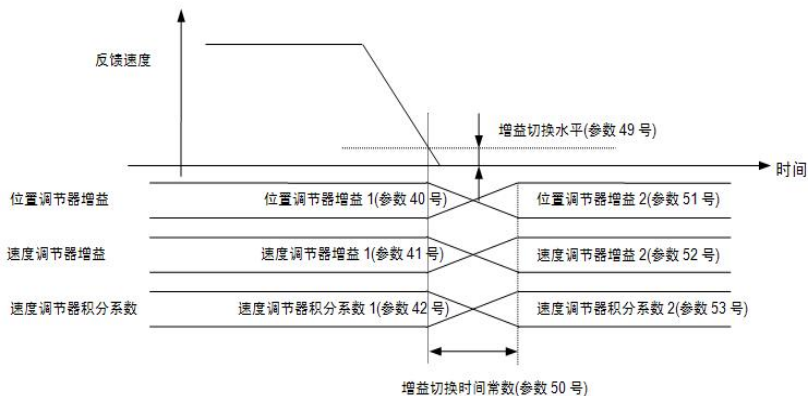 反馈速度
增益切换水平(参数 49 号)
时间
位置调节器增益 位置调节器增益 1(参数 40 号) 位置调节器增益 2(参数 51 号)
速度调节器增益 速度调节器增益 1(参数 41 号) 速度调节器增益 2(参数 52 号)
速度调节器积分系数 速度调节器积分系数 1(参数 42 号) 速度调节器积分系数 2(参数 53 号)
增益切换时间常数(参数 50 号)